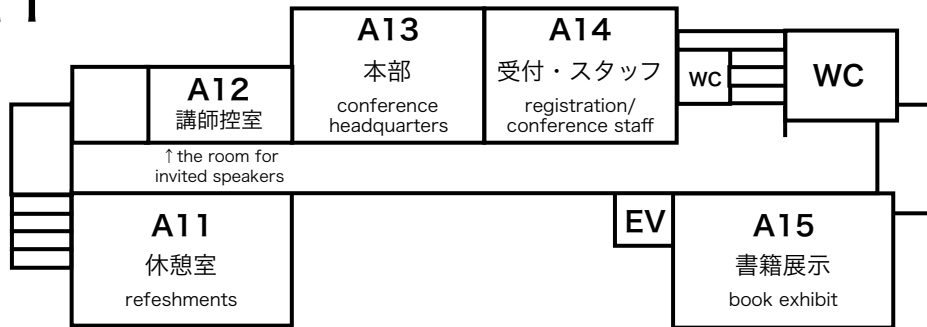 A13
本部
conference
headquarters
A14
受付・スタッフ
registration/
conference staff
WC
WC
A12
講師控室
↑the room for
invited speakers
A11
休憩室
refeshments
EV
A15
書籍展示
book exhibit